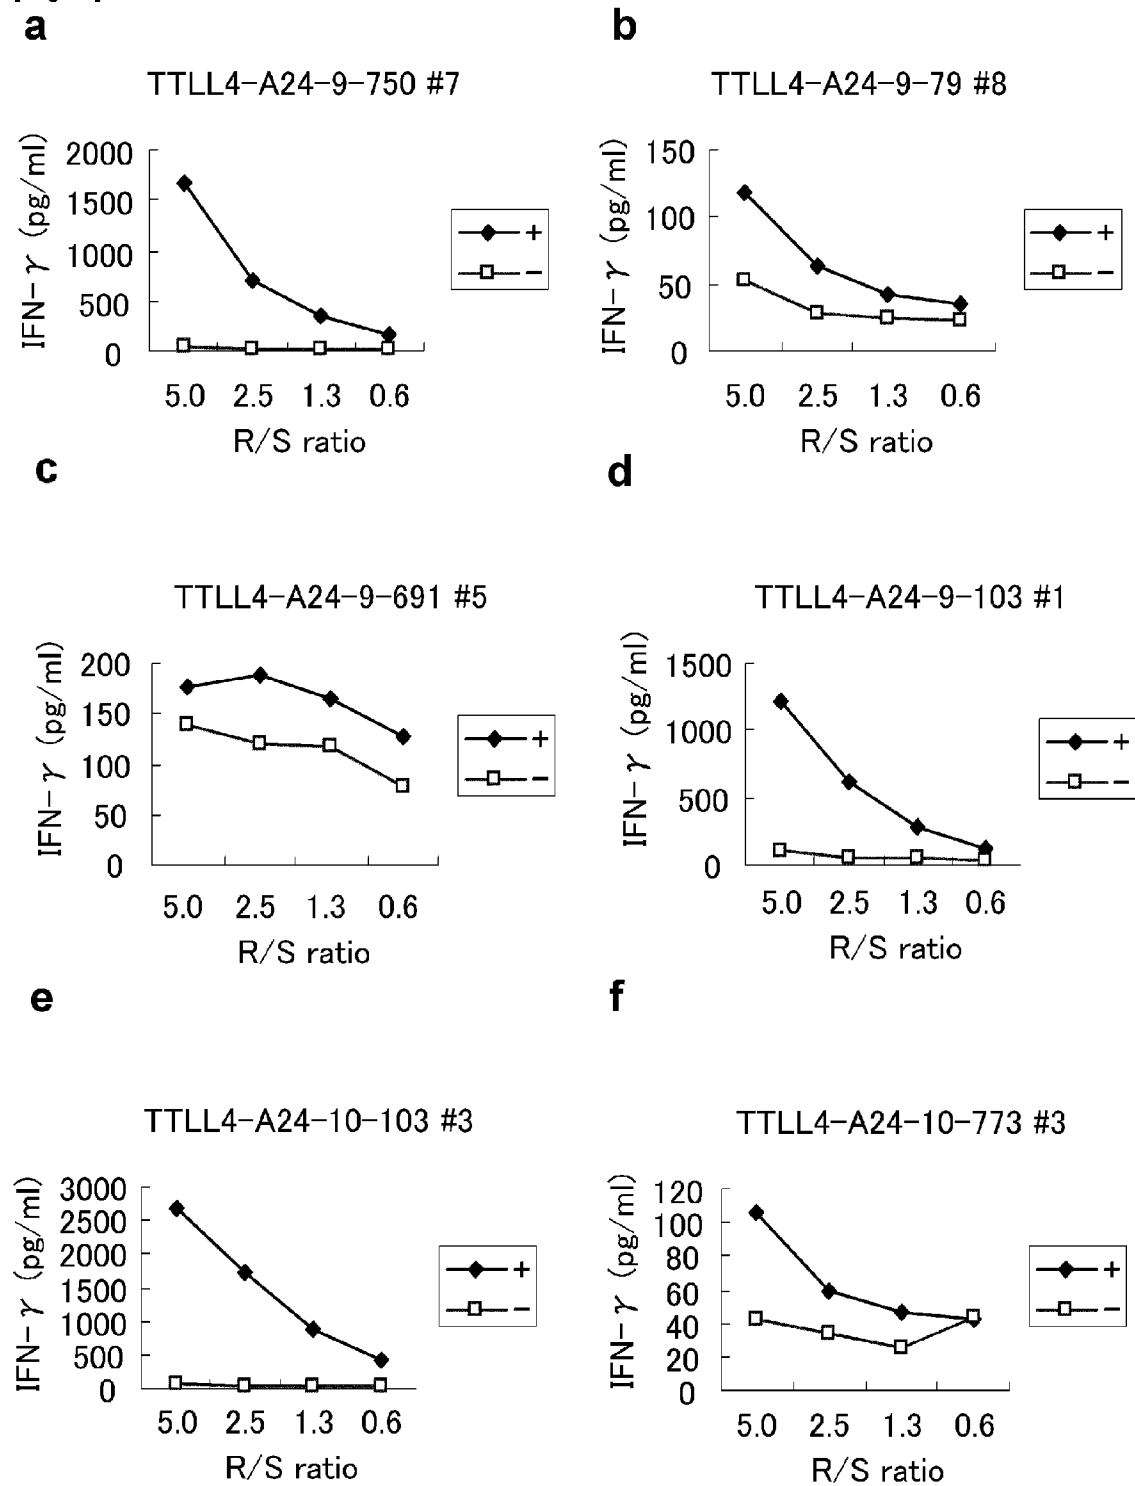 a
TTLL4-A24-9-750 #7
IFN-γ (pg/ml)
2000
1500
1000
500
0
+
−
5.0 2.5 1.3 0.6
R/S ratio
b
TTLL4-A24-9-79 #8
IFN-γ (pg/ml)
150
100
50
0
+
−
5.0 2.5 1.3 0.6
R/S ratio
c
TTLL4-A24-9-691 #5
IFN-γ (pg/ml)
200
150
100
50
0
+
−
5.0 2.5 1.3 0.6
R/S ratio
d
TTLL4-A24-9-103 #1
IFN-γ (pg/ml)
1500
1000
500
0
+
−
5.0 2.5 1.3 0.6
R/S ratio
e
TTLL4-A24-10-103 #3
IFN-γ (pg/ml)
3000
2500
2000
1500
1000
500
0
+
−
5.0 2.5 1.3 0.6
R/S ratio
f
TTLL4-A24-10-773 #3
IFN-γ (pg/ml)
120
100
80
60
40
20
0
+
−
5.0 2.5 1.3 0.6
R/S ratio